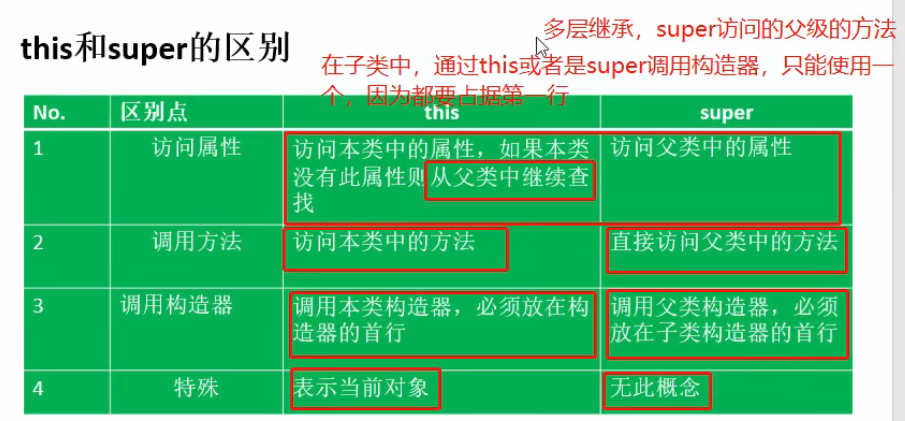 多层继承，super访问的父级的方法
this和super的区别
在子类中，通过this或者是super调用构造器，只能使用一
个，因为都要占据第一行
No. 区别点 this super
1 访问属性 访问本类中的属性，如果本类 访问父类中的属性
没有此属性则从父类中继续查
找
2 调用方法 访问本类中的方法 直接访问父类中的方法
3 调用构造器 调用本类构造器，必须放在构 调用父类构造器，必须
造器的首行 放在子类构造器的首行
4 特殊 表示当前对象 无此概念